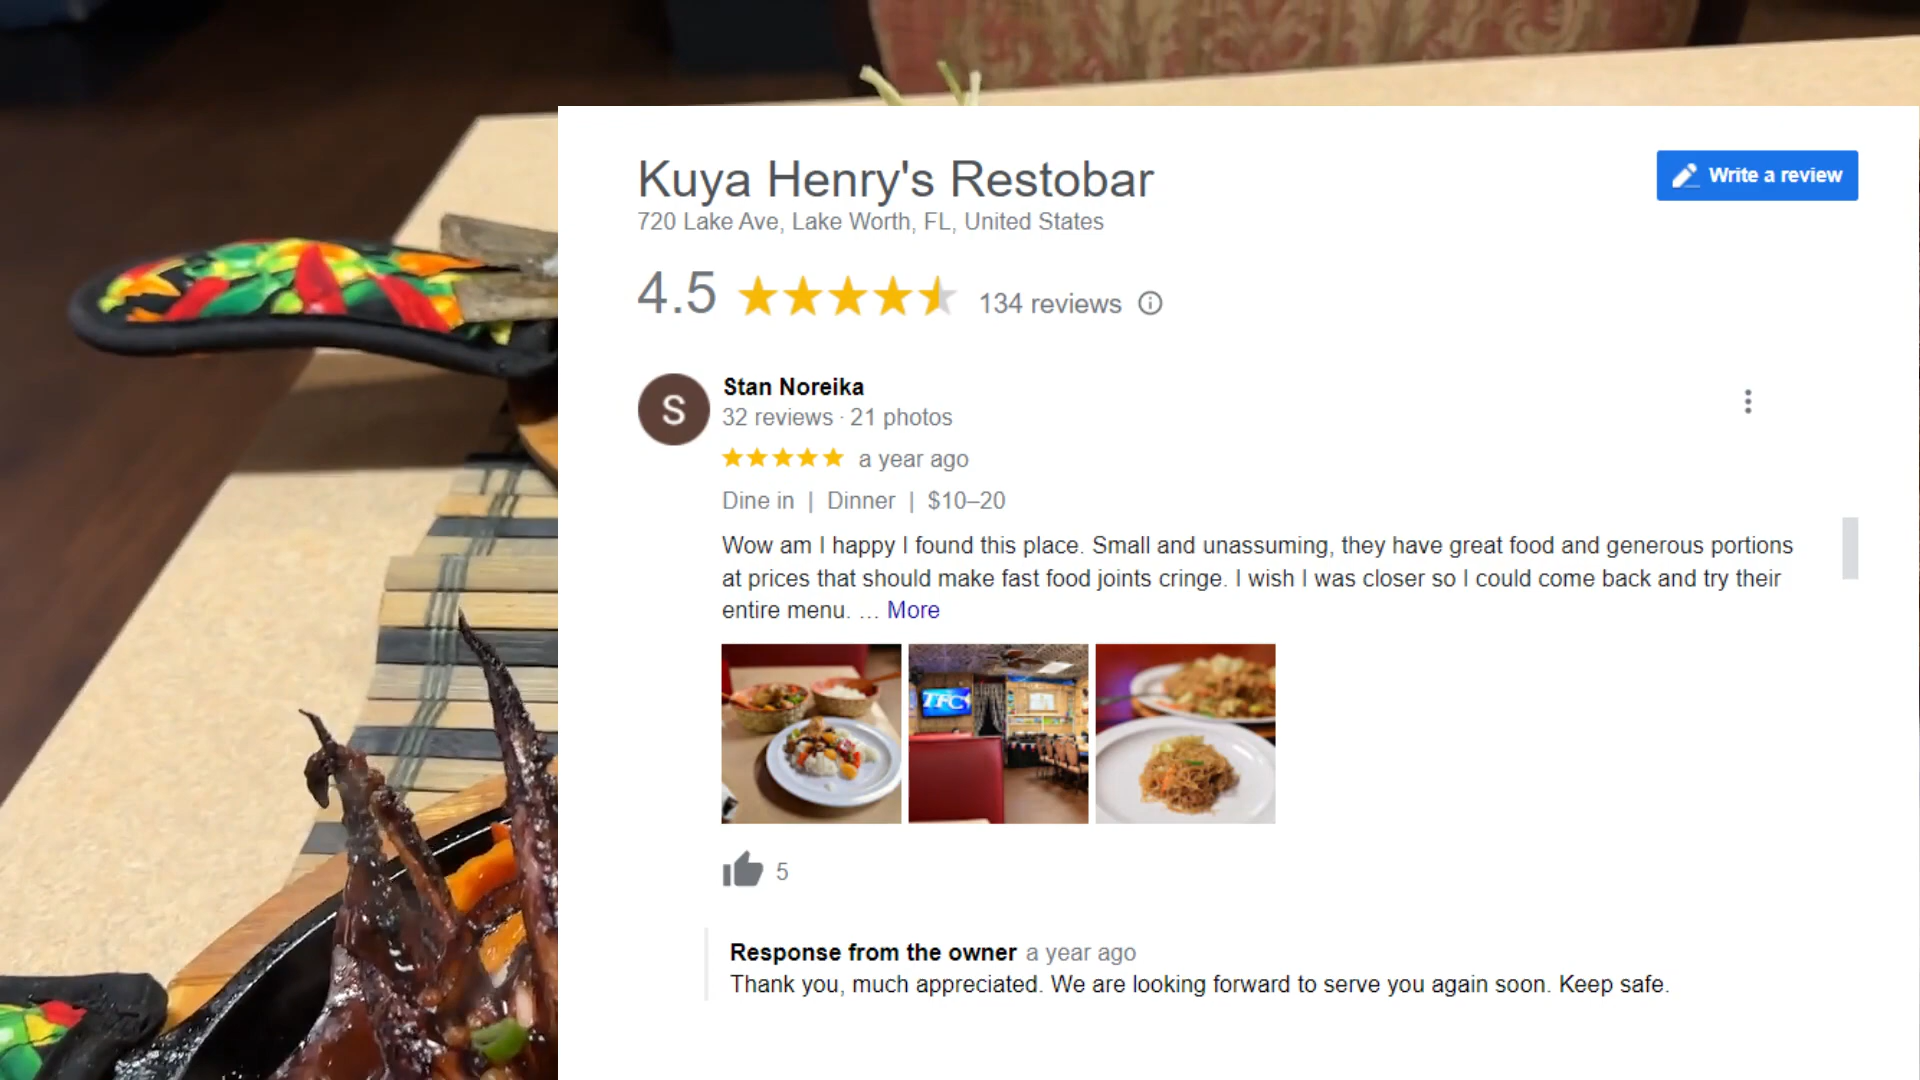 Kuya Henry's Restobar
Write a review
720 Lake Ave, Lake Worth, FL, United States
4.5 134 reviews
S
Stan Noreika
32 reviews · 21 photos
a year ago
Dine in | Dinner | $10–20
Wow am I happy I found this place. Small and unassuming, they have great food and generous portions
at prices that should make fast food joints cringe. I wish I was closer so I could come back and try their
entire menu. ... More
TFC
5
Response from the owner a year ago
Thank you, much appreciated. We are looking forward to serve you again soon. Keep safe.